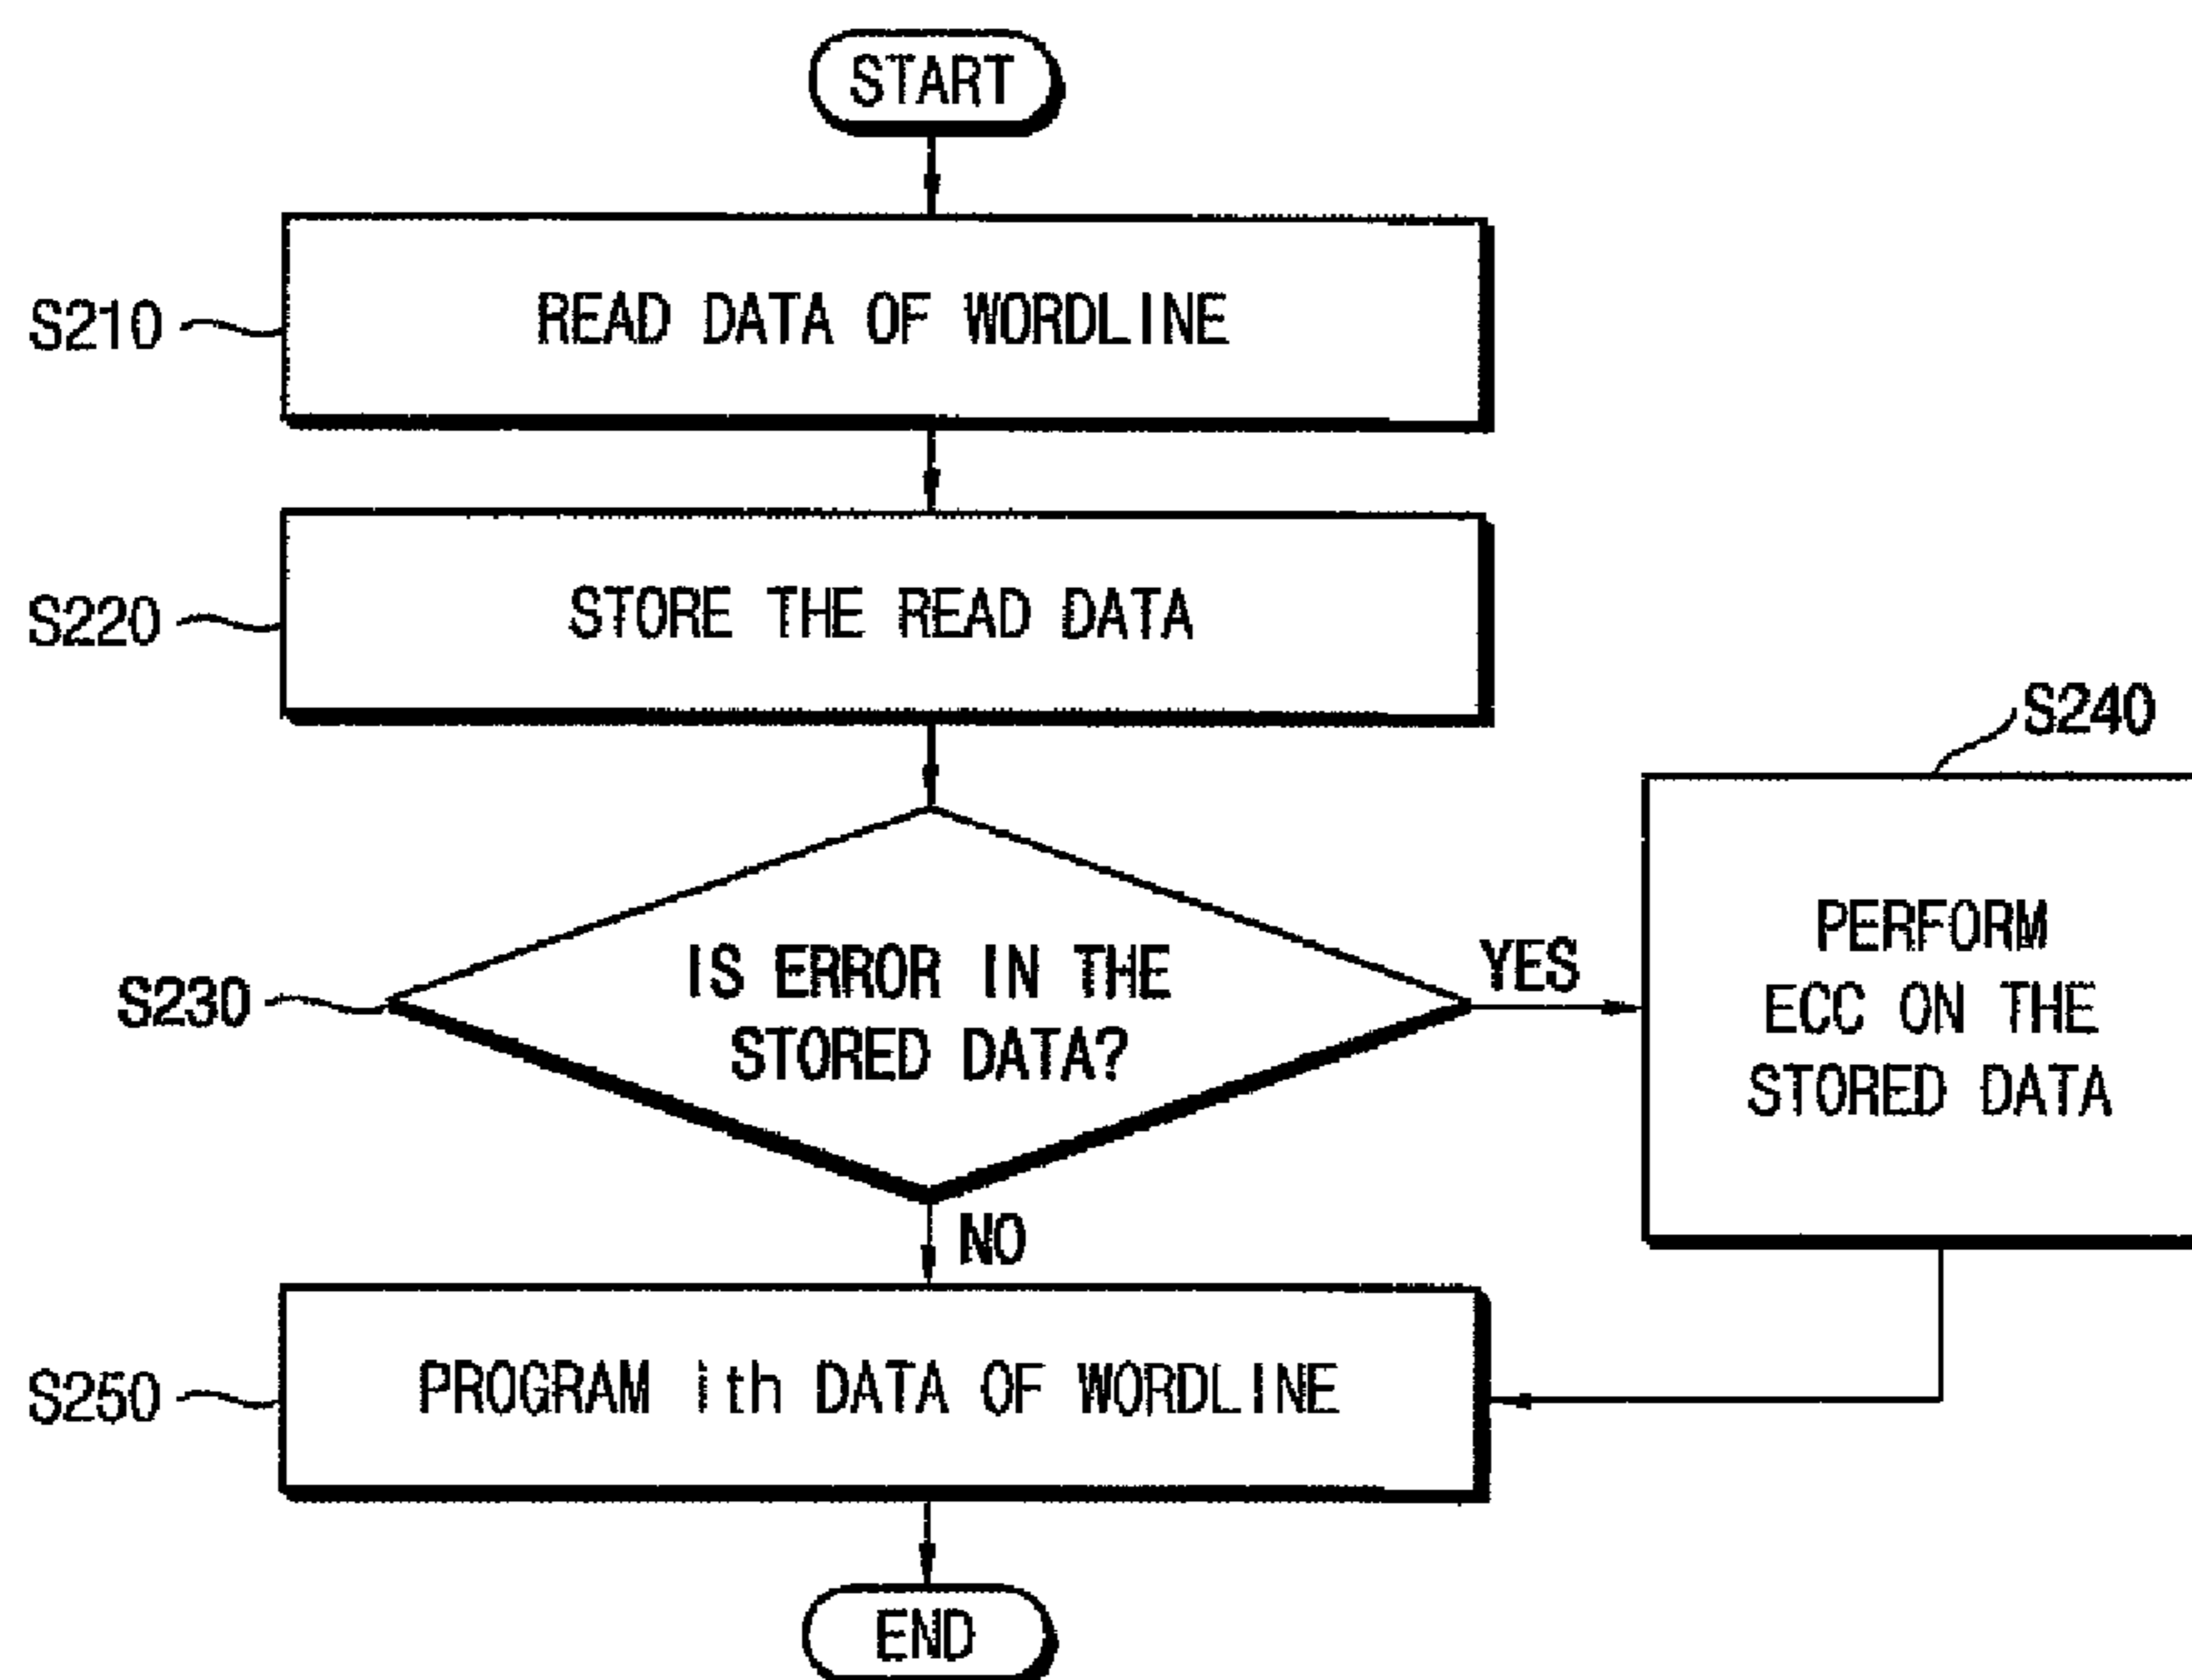 START
S210
READ DATA OF WORDLINE
S220
STORE THE READ DATA
S230
IS ERROR IN THE
STORED DATA?
YES
S240
PERFORM
ECC ON THE
STORED DATA
NO
S250
PROGRAM ith DATA OF WORDLINE
END